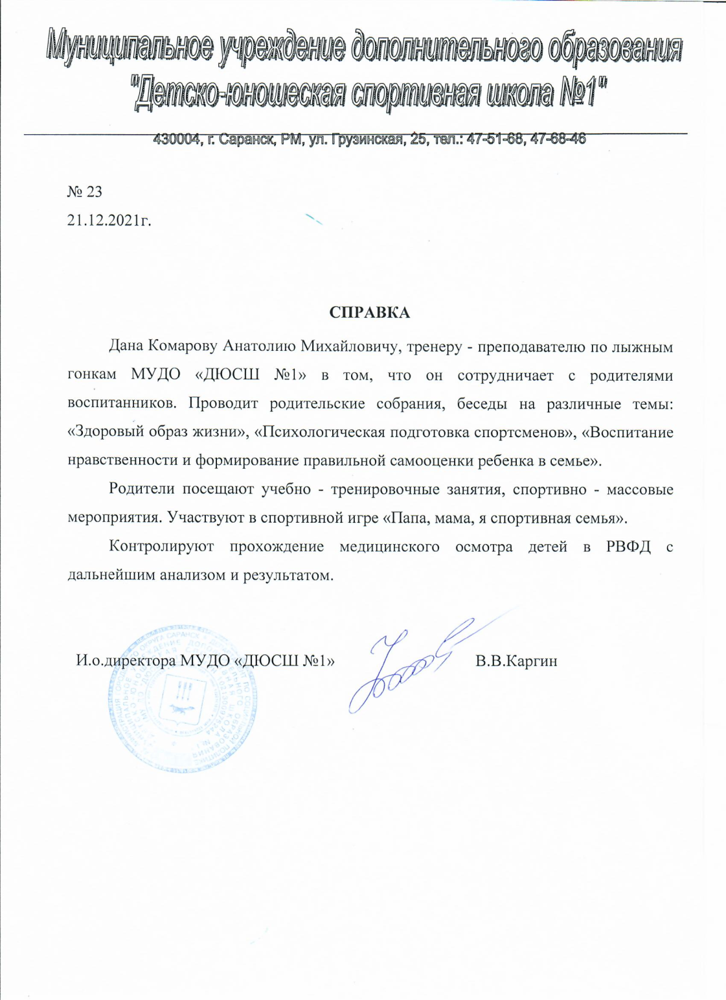 Муниципальное учреждение дополнительного образования
"Детско-юношеская спортивная школа №1"
430004, г. Саранск, РМ, ул. Грузинская, 25, тел.: 47-51-68, 47-68-46
№ 23
21.12.2021г.
СПРАВКА
Дана Комарову Анатолию Михайловичу, тренеру - преподавателю по лыжным
гонкам МУДО «ДЮСШ №1» в том, что он сотрудничает с родителями
воспитанников. Проводит родительские собрания, беседы на различные темы:
«Здоровый образ жизни», «Психологическая подготовка спортсменов», «Воспитание
нравственности и формирование правильной самооценки ребенка в семье».
Родители посещают учебно - тренировочные занятия, спортивно - массовые
мероприятия. Участвуют в спортивной игре «Папа, мама, я спортивная семья».
Контролируют прохождение медицинского осмотра детей в РВФД с
дальнейшим анализом и результатом.
И.о.директора МУДО «ДЮСШ №1» В.В.Каргин